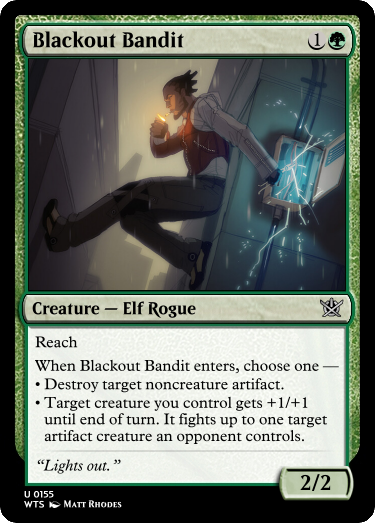 Blackout Bandit 1
Creature — Elf Rogue
Reach
When Blackout Bandit enters, choose one —
• Destroy target noncreature artifact.
• Target creature you control gets +1/+1
until end of turn. It fights up to one target
artifact creature an opponent controls.
“Lights out.”
2/2
U 0155
WTS Matt Rhodes